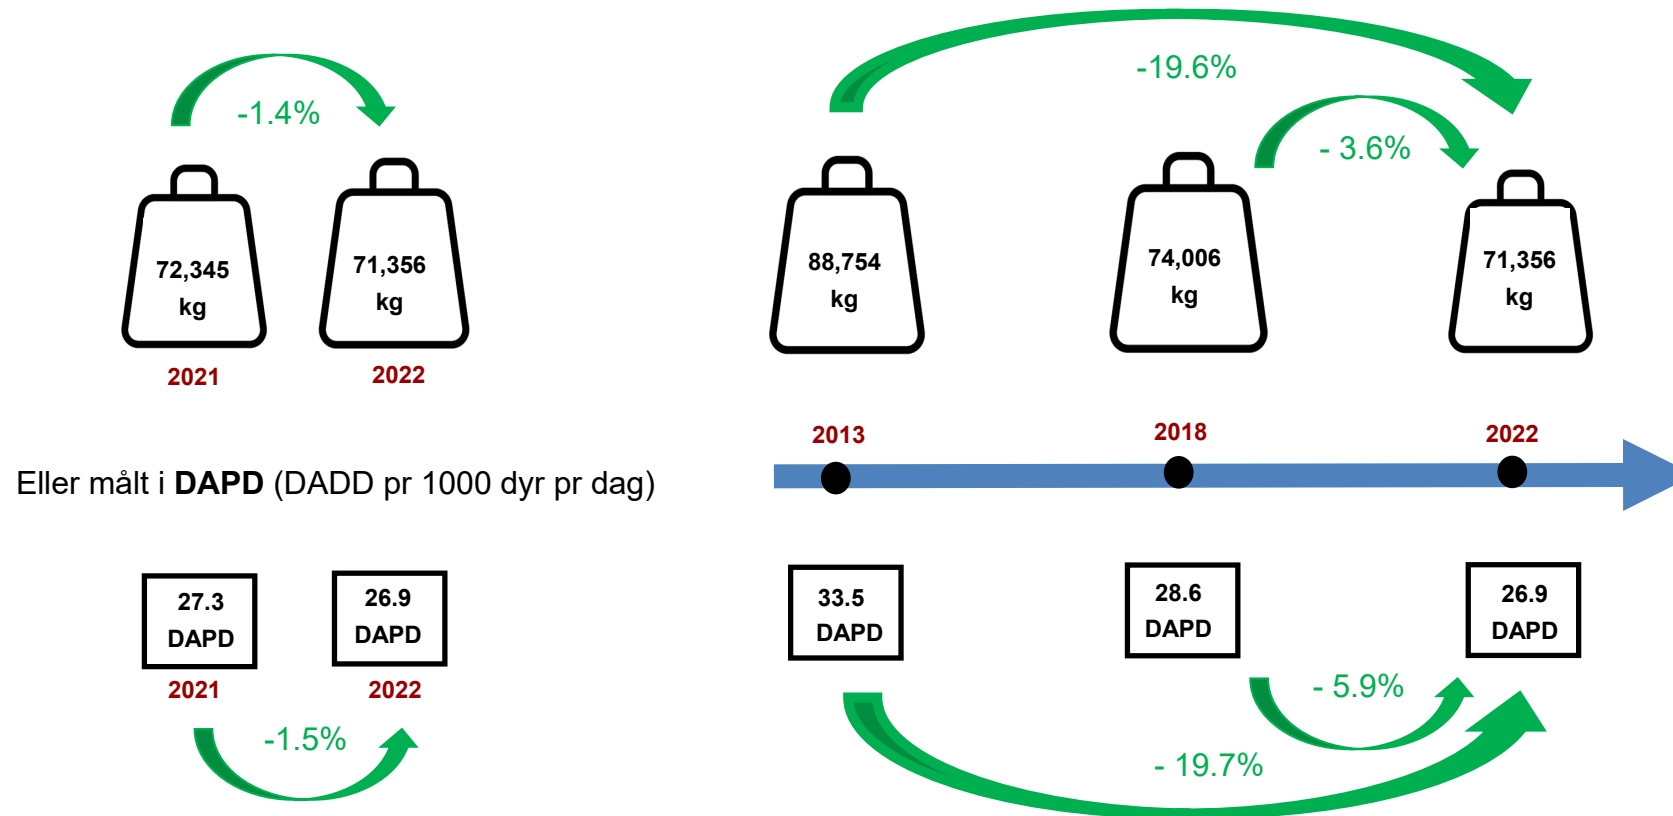 -1.4%
72,345
kg
2021
71,356
kg
2022
-19.6%
- 3.6%
88,754
kg
74,006
kg
71,356
kg
2013
2018
2022
Eller målt i DAPD (DADD pr 1000 dyr pr dag)
27.3
DAPD
2021
26.9
DAPD
2022
-1.5%
33.5
DAPD
28.6
DAPD
26.9
DAPD
- 5.9%
- 19.7%